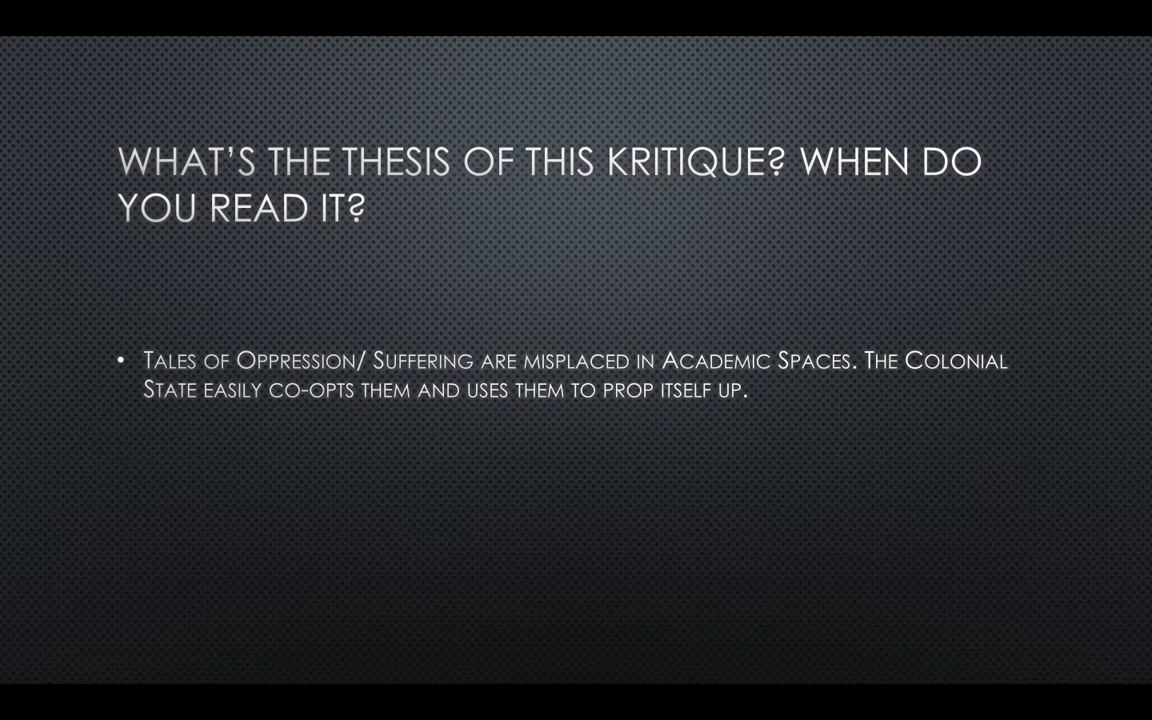 WHAT'S THE THESIS OF THIS KRITIQUE? WHEN DO
YOU READ IT?
• Tales of Oppression/ Suffering are misplaced in Academic Spaces. The Colonial
State easily co-opts them and uses them to prop itself up.